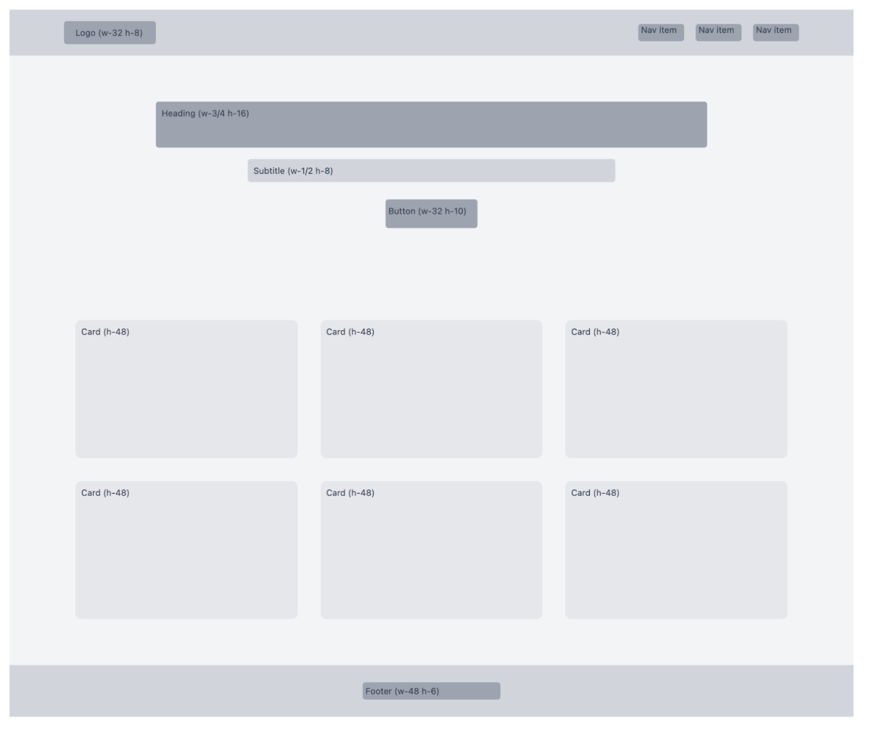 Logo (w-32 h-8)
Nav item
Nav item
Nav item
Heading (w-3/4 h-16)
Subtitle (w-1/2 h-8)
Button (w-32 h-10)
Card (h-48)
Card (h-48)
Card (h-48)
Card (h-48)
Card (h-48)
Card (h-48)
Footer (w-48 h-6)